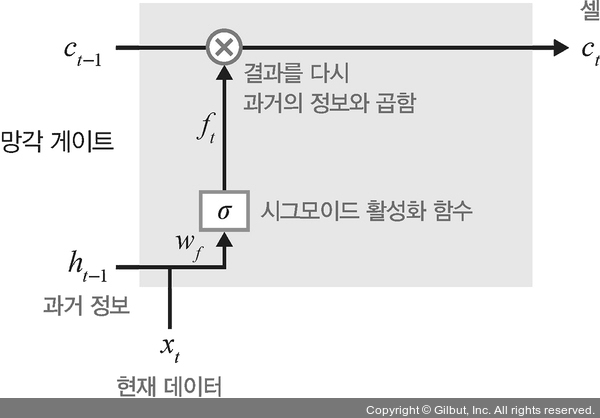 셀
c_{t-1}
c_t
결과를 다시
과거의 정보와 곱함
f_t
망각 게이트
σ
시그모이드 활성화 함수
w_f
h_{t-1}
과거 정보
x_t
현재 데이터
Copyright © Gilbut, Inc. All rights reserved.